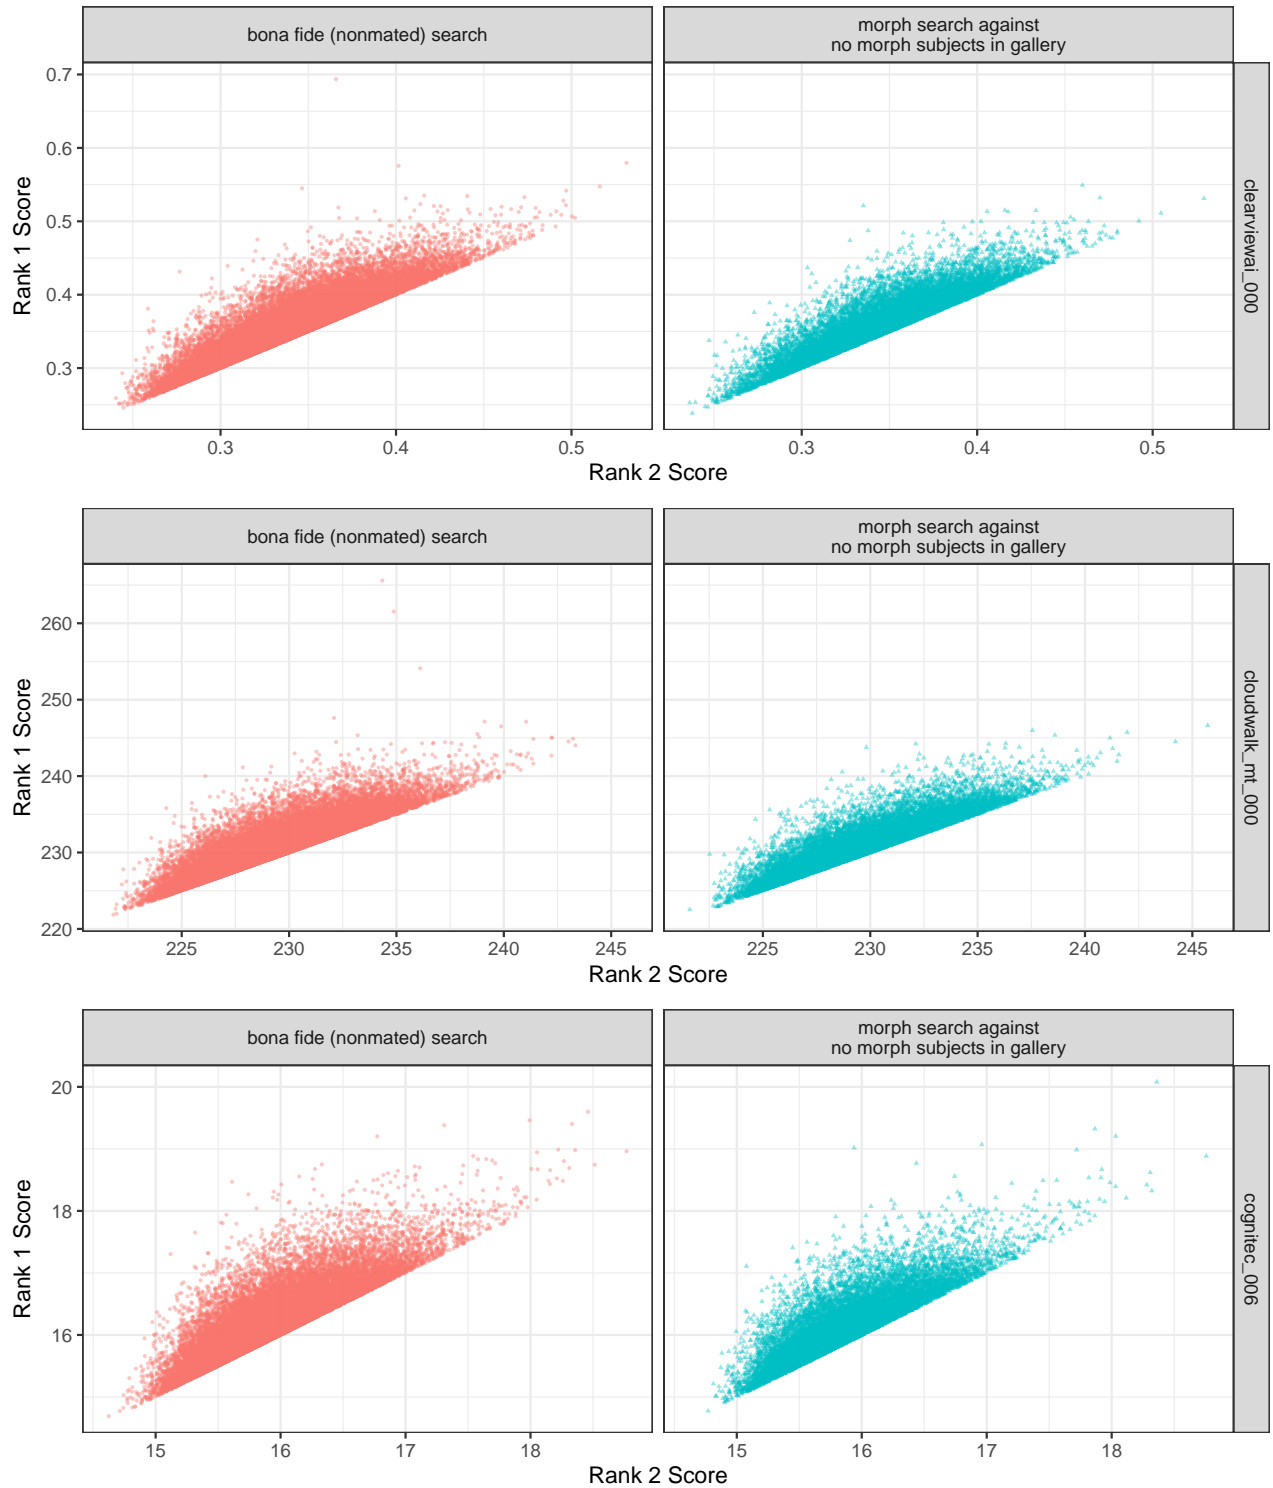 bona fide (nonmated) search
morph search against
no morph subjects in gallery
0.7
0.6
0.5
0.4
0.3
Rank 1 Score
clearviewai_000
0.3
0.4
0.5
0.3
0.4
0.5
Rank 2 Score
bona fide (nonmated) search
morph search against
no morph subjects in gallery
260
250
240
230
220
Rank 1 Score
cloudwalk_mt_000
225
230
235
240
245
225
230
235
240
245
Rank 2 Score
bona fide (nonmated) search
morph search against
no morph subjects in gallery
20
18
16
Rank 1 Score
cognitec_006
15
16
17
18
15
16
17
18
Rank 2 Score